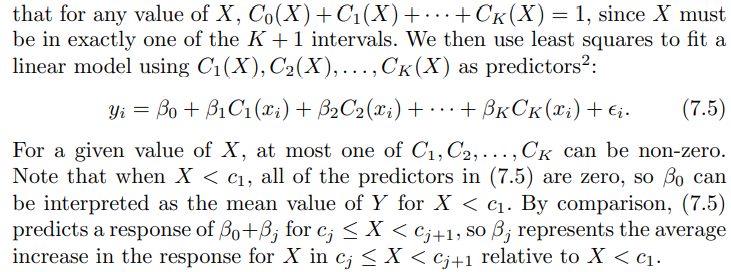 that for any value of X, C₀(X) + C₁(X) + ··· + C_K(X) = 1, since X must
be in exactly one of the K + 1 intervals. We then use least squares to fit a
linear model using C₁(X), C₂(X), . . . , C_K(X) as predictors²:
yᵢ = β₀ + β₁C₁(xᵢ) + β₂C₂(xᵢ) + ··· + β_K C_K(xᵢ) + ϵᵢ. (7.5)
For a given value of X, at most one of C₁, C₂, . . . , C_K can be non-zero.
Note that when X < c₁, all of the predictors in (7.5) are zero, so β₀ can
be interpreted as the mean value of Y for X < c₁. By comparison, (7.5)
predicts a response of β₀+βⱼ for cⱼ ≤ X < cⱼ₊₁, so βⱼ represents the average
increase in the response for X in cⱼ ≤ X < cⱼ₊₁ relative to X < c₁.